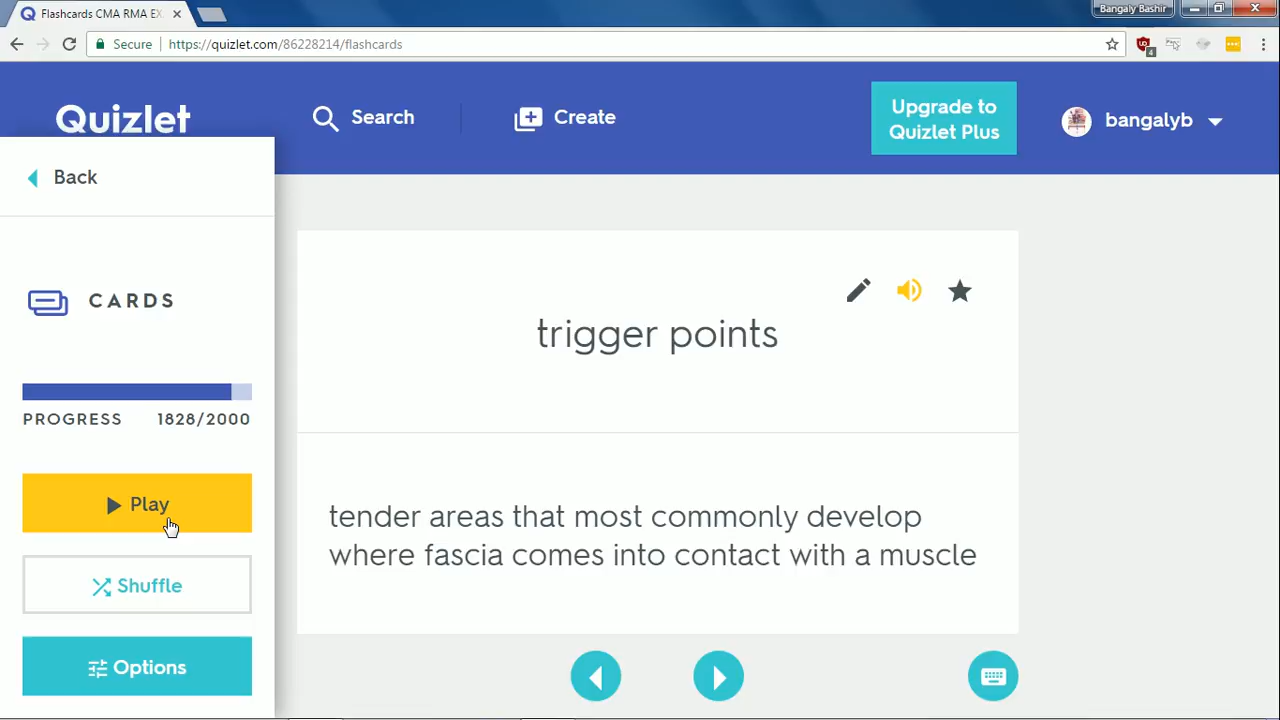 Flashcards CMA RMA EX
Bangaly Bashir
Secure https://quizlet.com/86228214/flashcards
4
Quizlet
Search
Create
Upgrade to
Quizlet Plus
bangalyb
Back
CARDS
PROGRESS 1828/2000
Play
Shuffle
Options
trigger points
tender areas that most commonly develop
where fascia comes into contact with a muscle